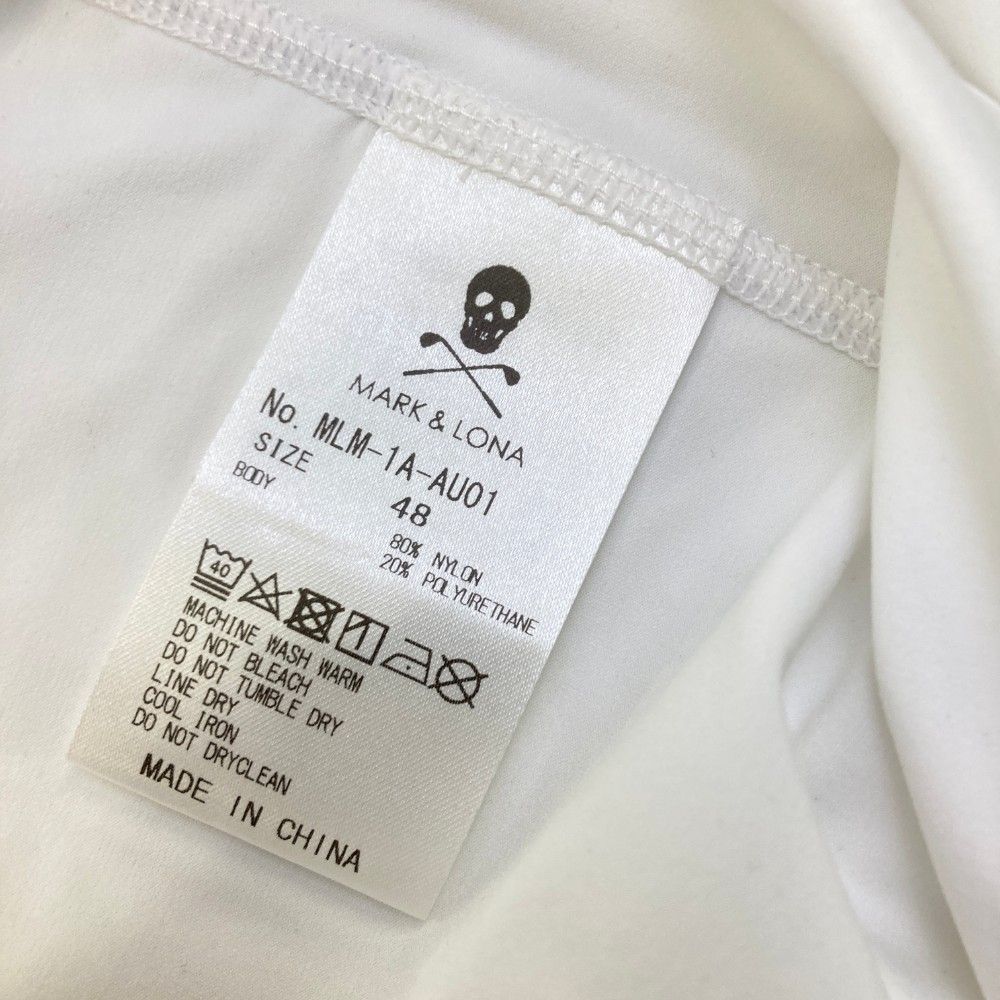 MARK & LONA
No. MLM-1A-AU01
SIZE 48
BODY 80% NYLON
20% POLYURETHANE
40
MACHINE WASH WARM
DO NOT BLEACH
DO NOT TUMBLE DRY
LINE DRY
COOL IRON
DO NOT DRYCLEAN
MADE IN CHINA